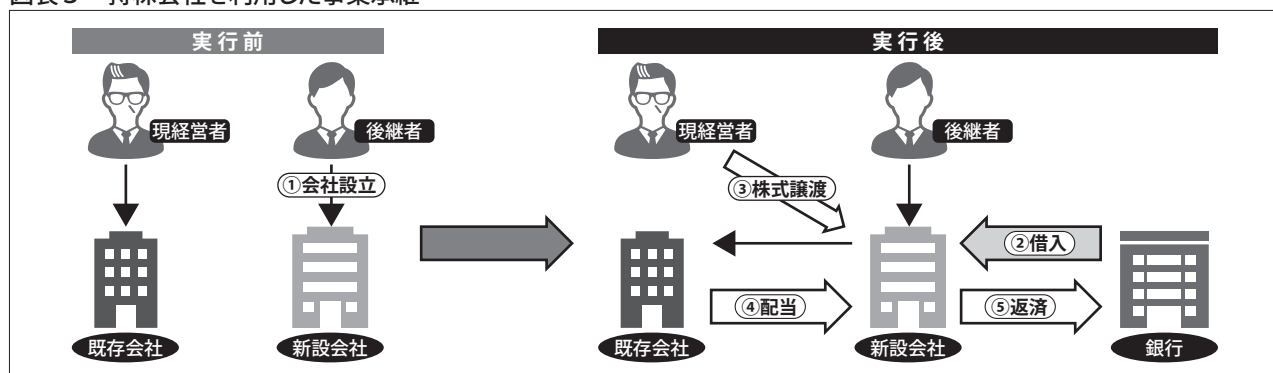 実行前
実行後
現経営者
後継者
現経営者
後継者
①会社設立
③株式譲渡
②借入
④配当
⑤返済
既存会社
新設会社
既存会社
新設会社
銀行